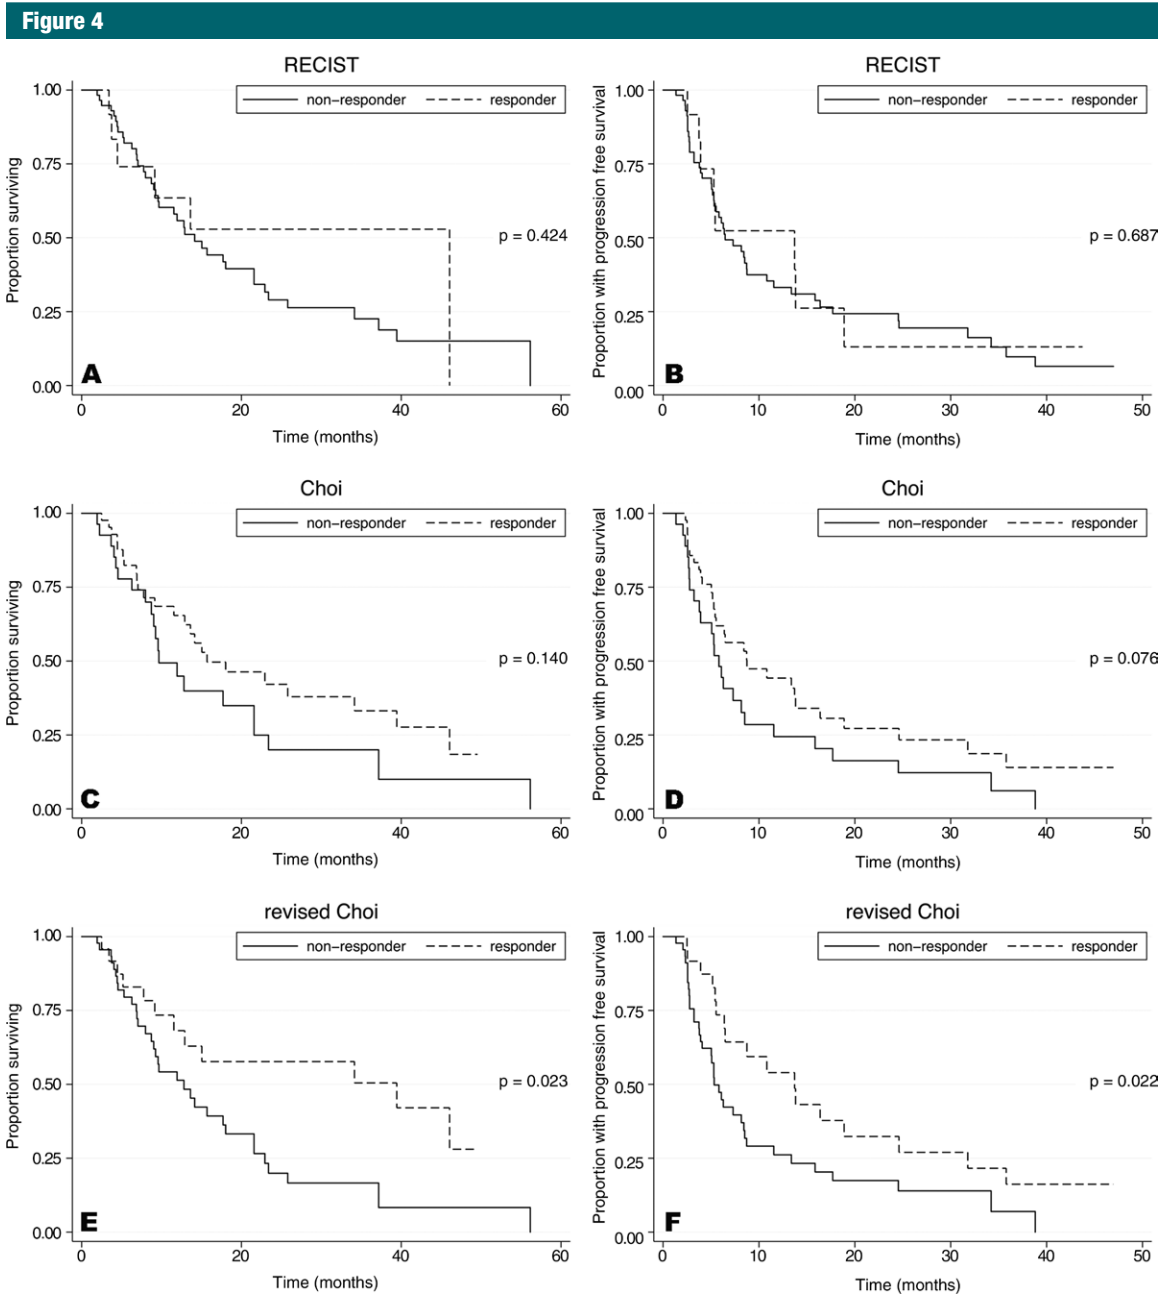 Figure 4
RECIST
non-responder responder
Proportion surviving
1.00
0.75
0.50
0.25
0.00
p = 0.424
A
0 20 40 60
Time (months)
RECIST
non-responder responder
Proportion with progression free survival
1.00
0.75
0.50
0.25
0.00
p = 0.687
B
0 10 20 30 40 50
Time (months)
Choi
non-responder responder
Proportion surviving
1.00
0.75
0.50
0.25
0.00
p = 0.140
C
0 20 40 60
Time (months)
Choi
non-responder responder
Proportion with progression free survival
1.00
0.75
0.50
0.25
0.00
p = 0.076
D
0 10 20 30 40 50
Time (months)
revised Choi
non-responder responder
Proportion surviving
1.00
0.75
0.50
0.25
0.00
p = 0.023
E
0 20 40 60
Time (months)
revised Choi
non-responder responder
Proportion with progression free survival
1.00
0.75
0.50
0.25
0.00
p = 0.022
F
0 10 20 30 40 50
Time (months)